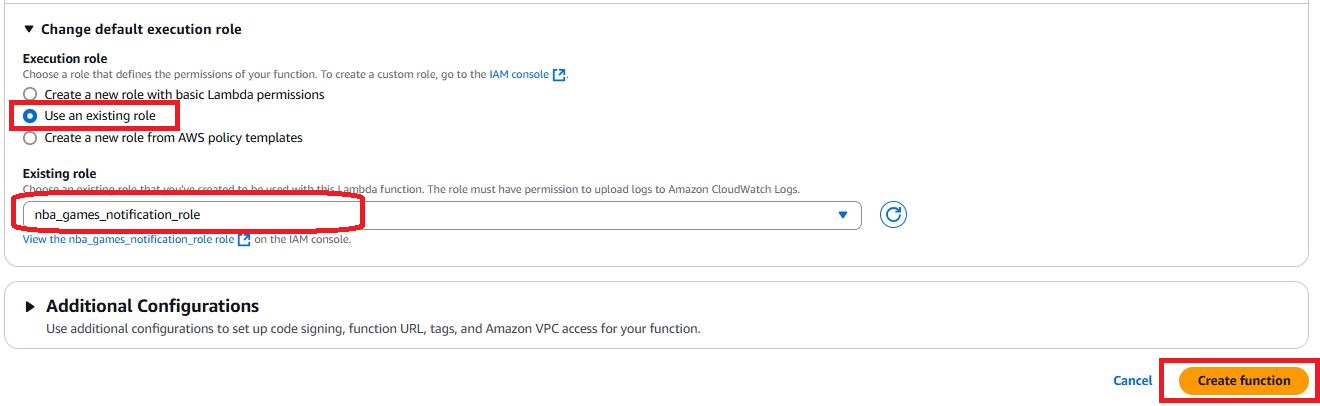 Change default execution role
Execution role
Choose a role that defines the permissions of your function. To create a custom role, go to the IAM console.
Create a new role with basic Lambda permissions
Use an existing role
Create a new role from AWS policy templates
Existing role
Choose an existing role that you've created to be used with this Lambda function. The role must have permission to upload logs to Amazon CloudWatch Logs.
nba_games_notification_role
View the nba_games_notification_role role on the IAM console.
Additional Configurations
Use additional configurations to set up code signing, function URL, tags, and Amazon VPC access for your function.
Cancel Create function